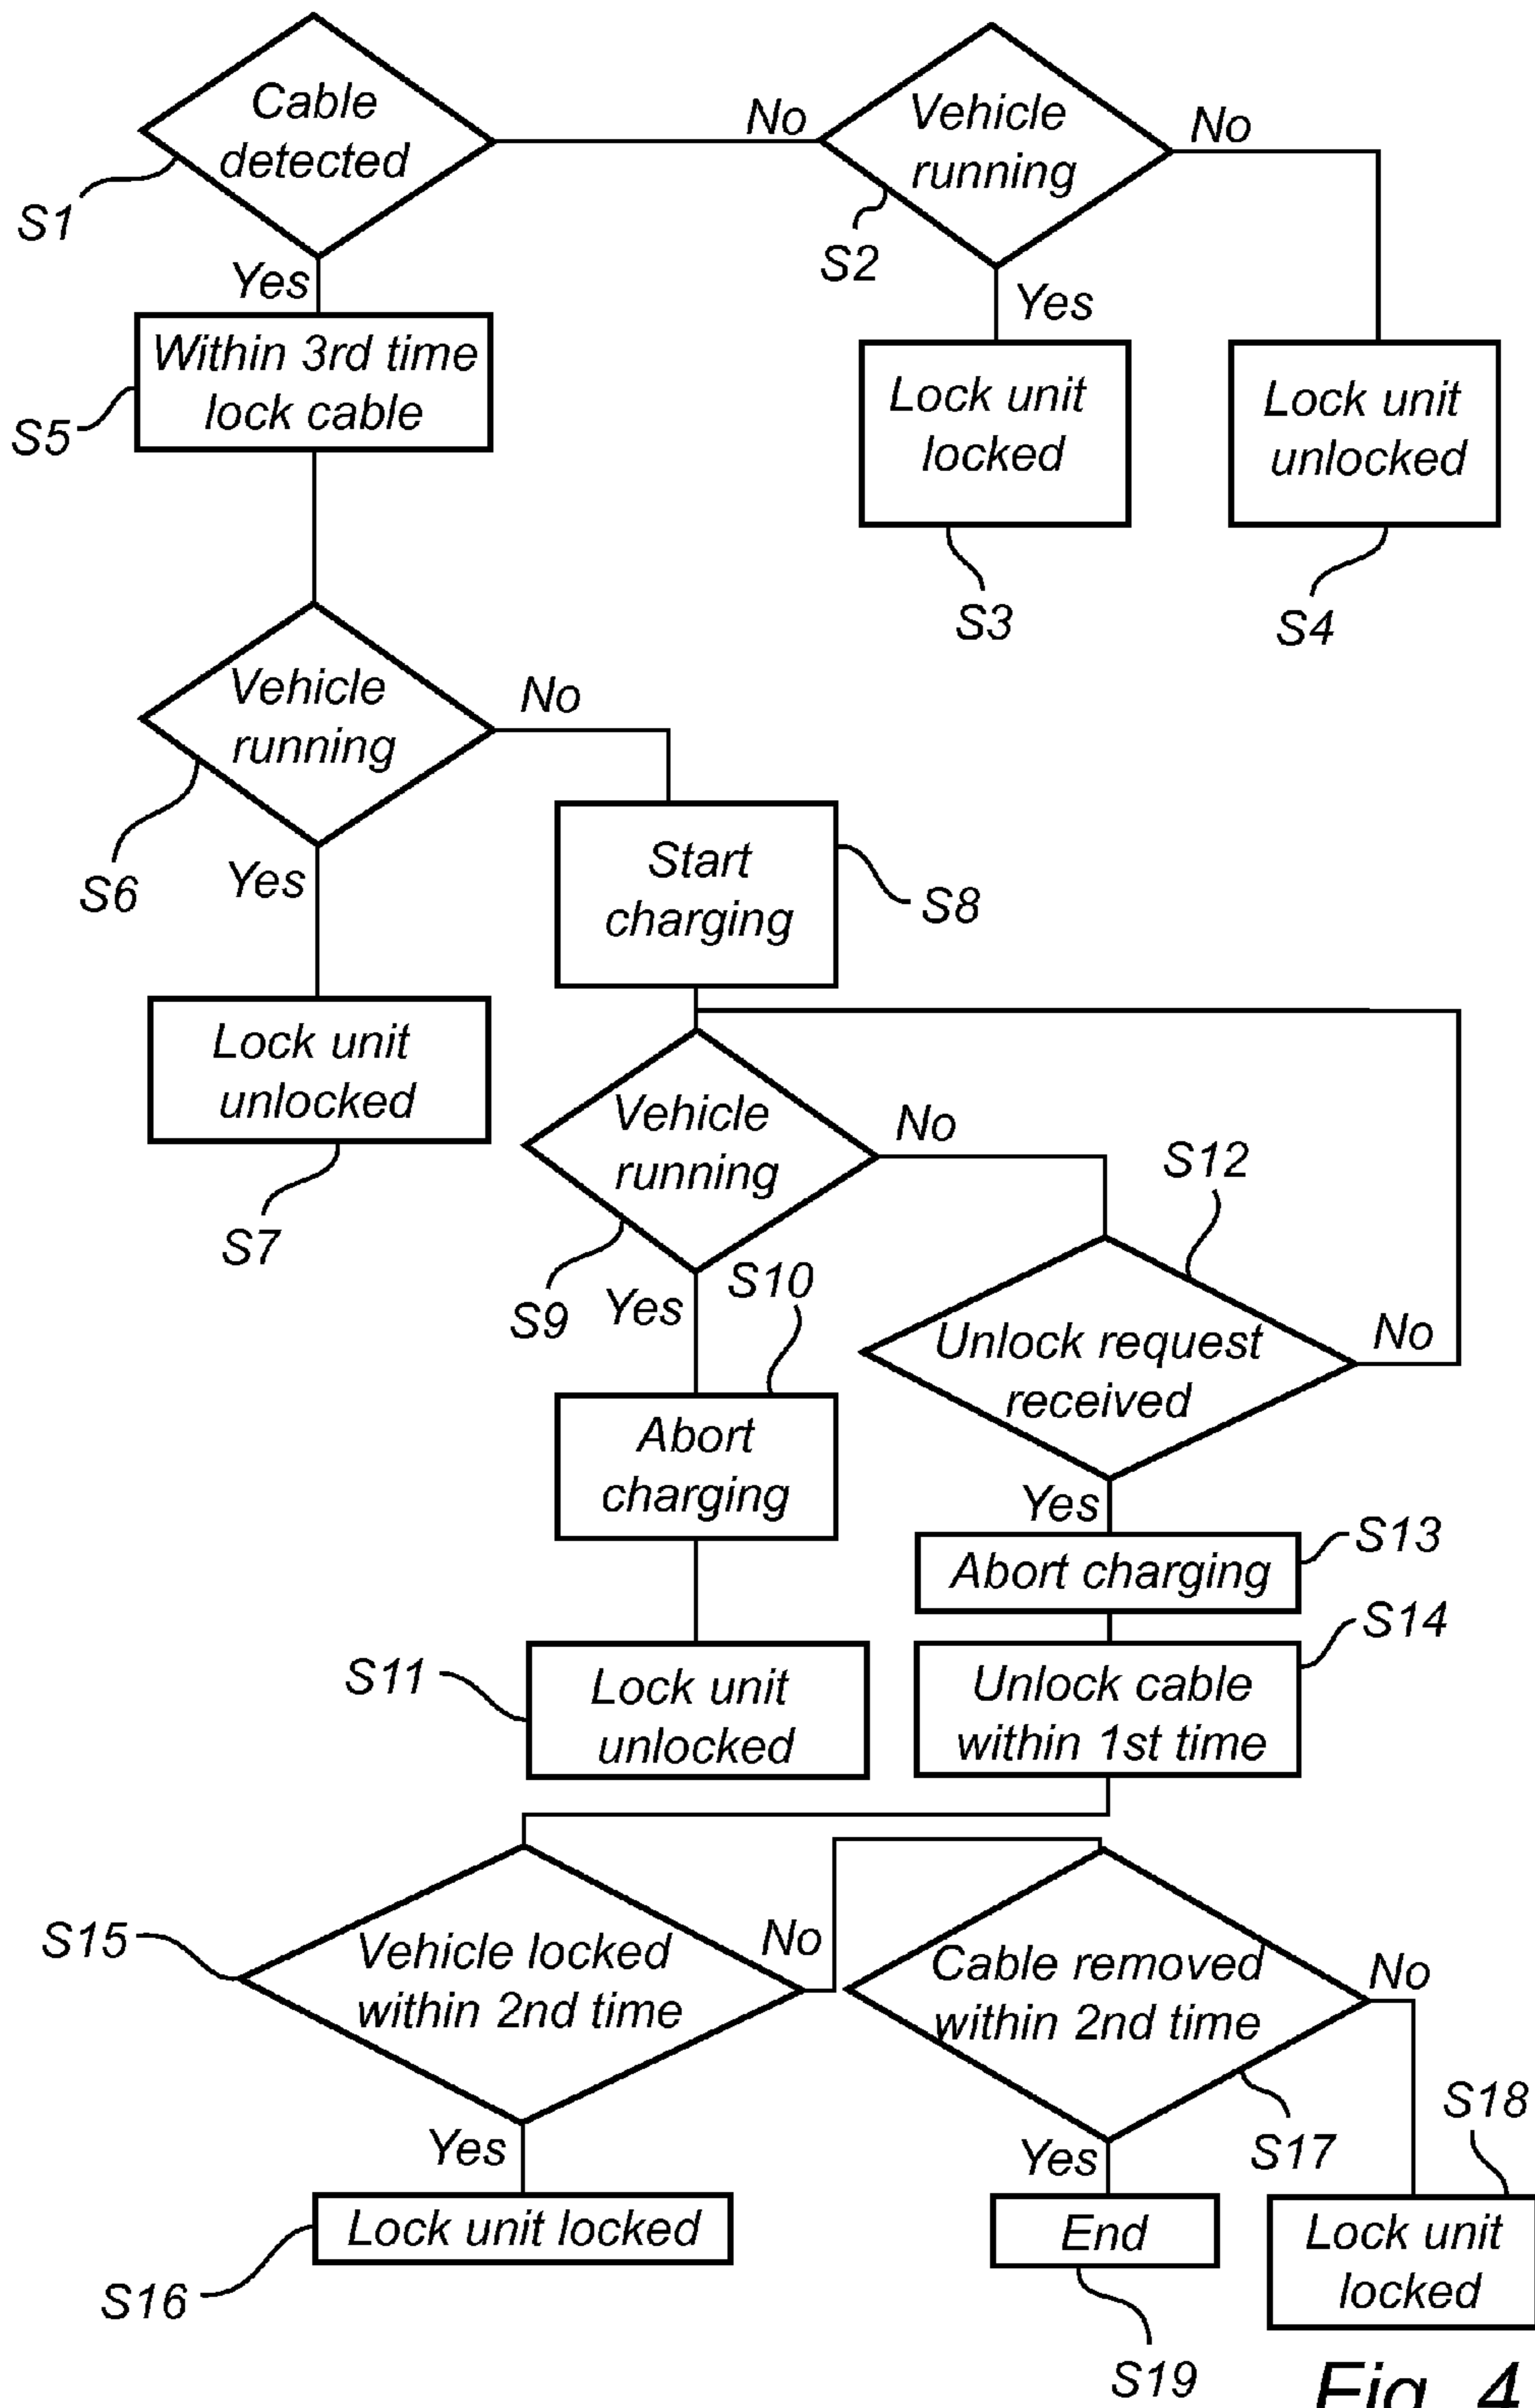 Cable
detected
S1
No
Vehicle
running
S2
No
Yes
Yes
Within 3rd time
lock cable
S5
Lock unit
locked
S3
Lock unit
unlocked
S4
Vehicle
running
S6
No
Yes
Start
charging
S8
Lock unit
unlocked
S7
Vehicle
running
S9
No
S12
Yes
S10
Unlock request
received
No
Abort
charging
Yes
Abort charging
S13
S14
S11
Lock unit
unlocked
Unlock cable
within 1st time
S15
Vehicle locked
within 2nd time
No
Cable removed
within 2nd time
No
Yes
Yes
S17
S18
Lock unit locked
S16
End
S19
Lock unit
locked
Fig. 4